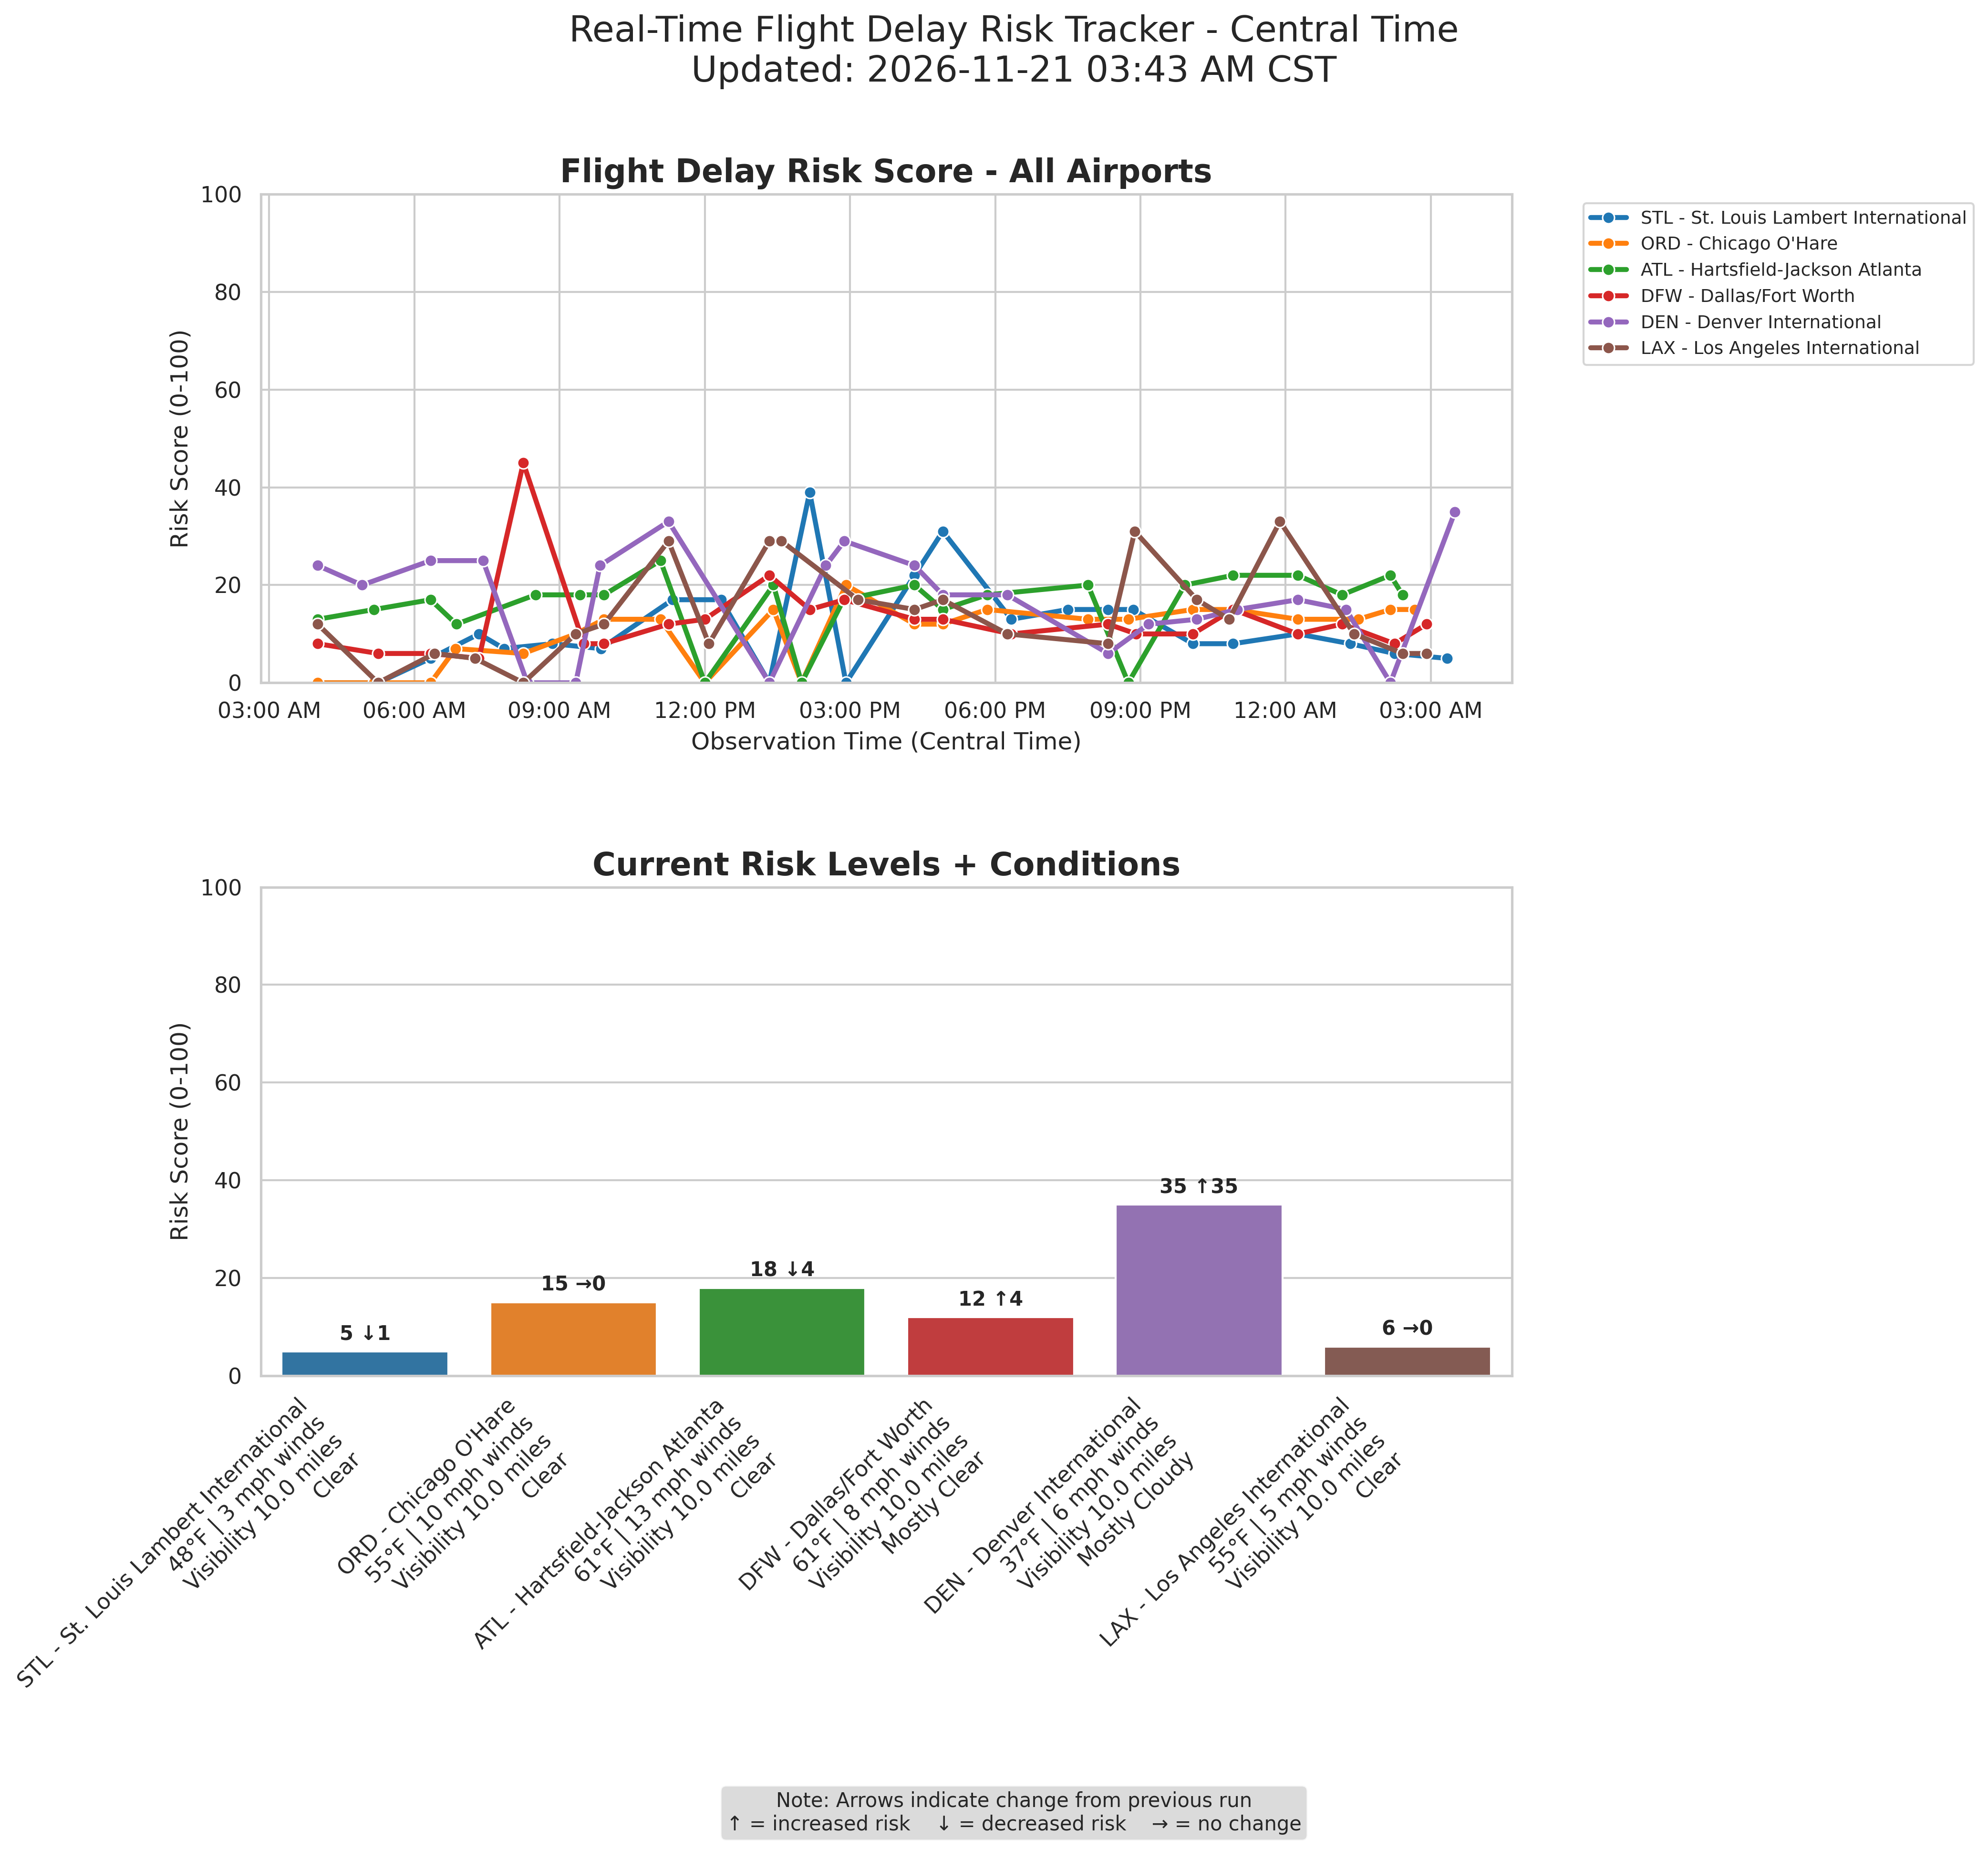 Real-Time Flight Delay Risk Tracker - Central Time
Updated: 2026-11-21 03:43 AM CST
Flight Delay Risk Score - All Airports
100
80
60
40
20
0
Risk Score (0-100)
03:00 AM
06:00 AM
09:00 AM
12:00 PM
03:00 PM
06:00 PM
09:00 PM
12:00 AM
03:00 AM
Observation Time (Central Time)
STL - St. Louis Lambert International
ORD - Chicago O'Hare
ATL - Hartsfield-Jackson Atlanta
DFW - Dallas/Fort Worth
DEN - Denver International
LAX - Los Angeles International
Current Risk Levels + Conditions
100
80
60
40
20
0
Risk Score (0-100)
5 ↓1
15 →0
18 ↓4
12 ↑4
35 ↑35
6 →0
STL - St. Louis Lambert International
48°F | 3 mph winds
Visibility 10.0 miles
Clear
ORD - Chicago O'Hare
55°F | 10 mph winds
Visibility 10.0 miles
Clear
ATL - Hartsfield-Jackson Atlanta
61°F | 13 mph winds
Visibility 10.0 miles
Clear
DFW - Dallas/Fort Worth
61°F | 8 mph winds
Visibility 10.0 miles
Mostly Clear
DEN - Denver International
37°F | 6 mph winds
Visibility 10.0 miles
Mostly Cloudy
LAX - Los Angeles International
55°F | 5 mph winds
Visibility 10.0 miles
Clear
Note: Arrows indicate change from previous run
↑ = increased risk ↓ = decreased risk → = no change